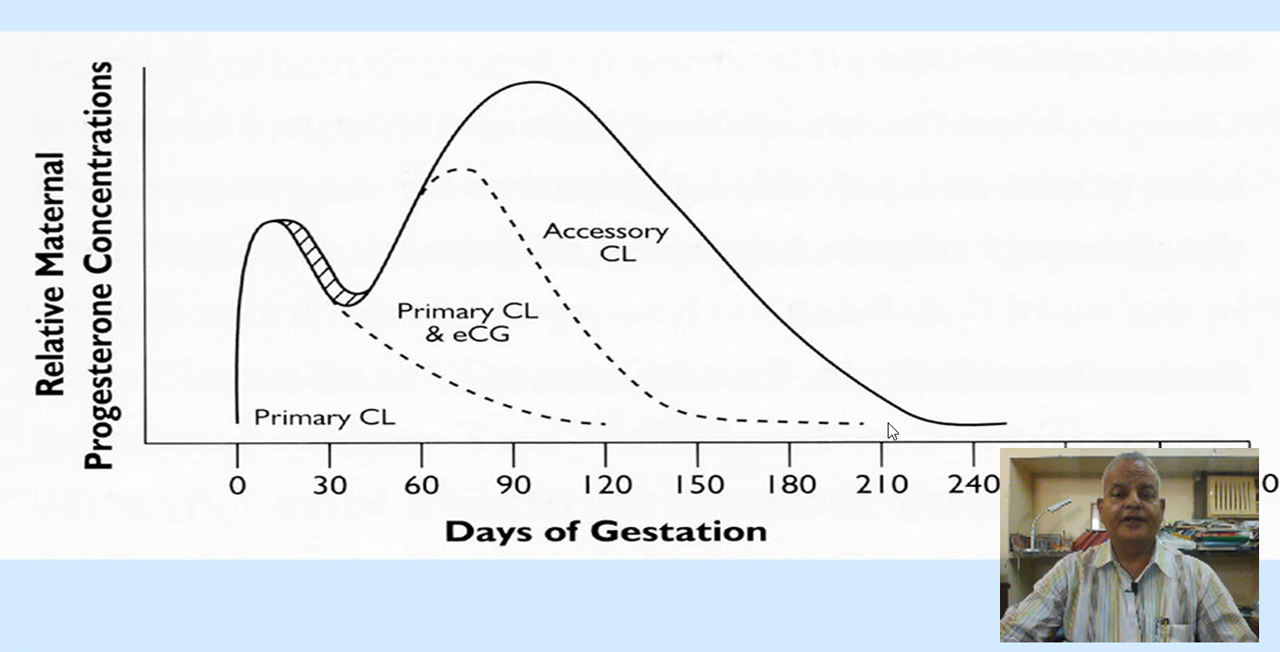 Relative Maternal
Progesterone Concentrations
Accessory
CL
Primary CL
& eCG
Primary CL
0 30 60 90 120 150 180 210 240
Days of Gestation